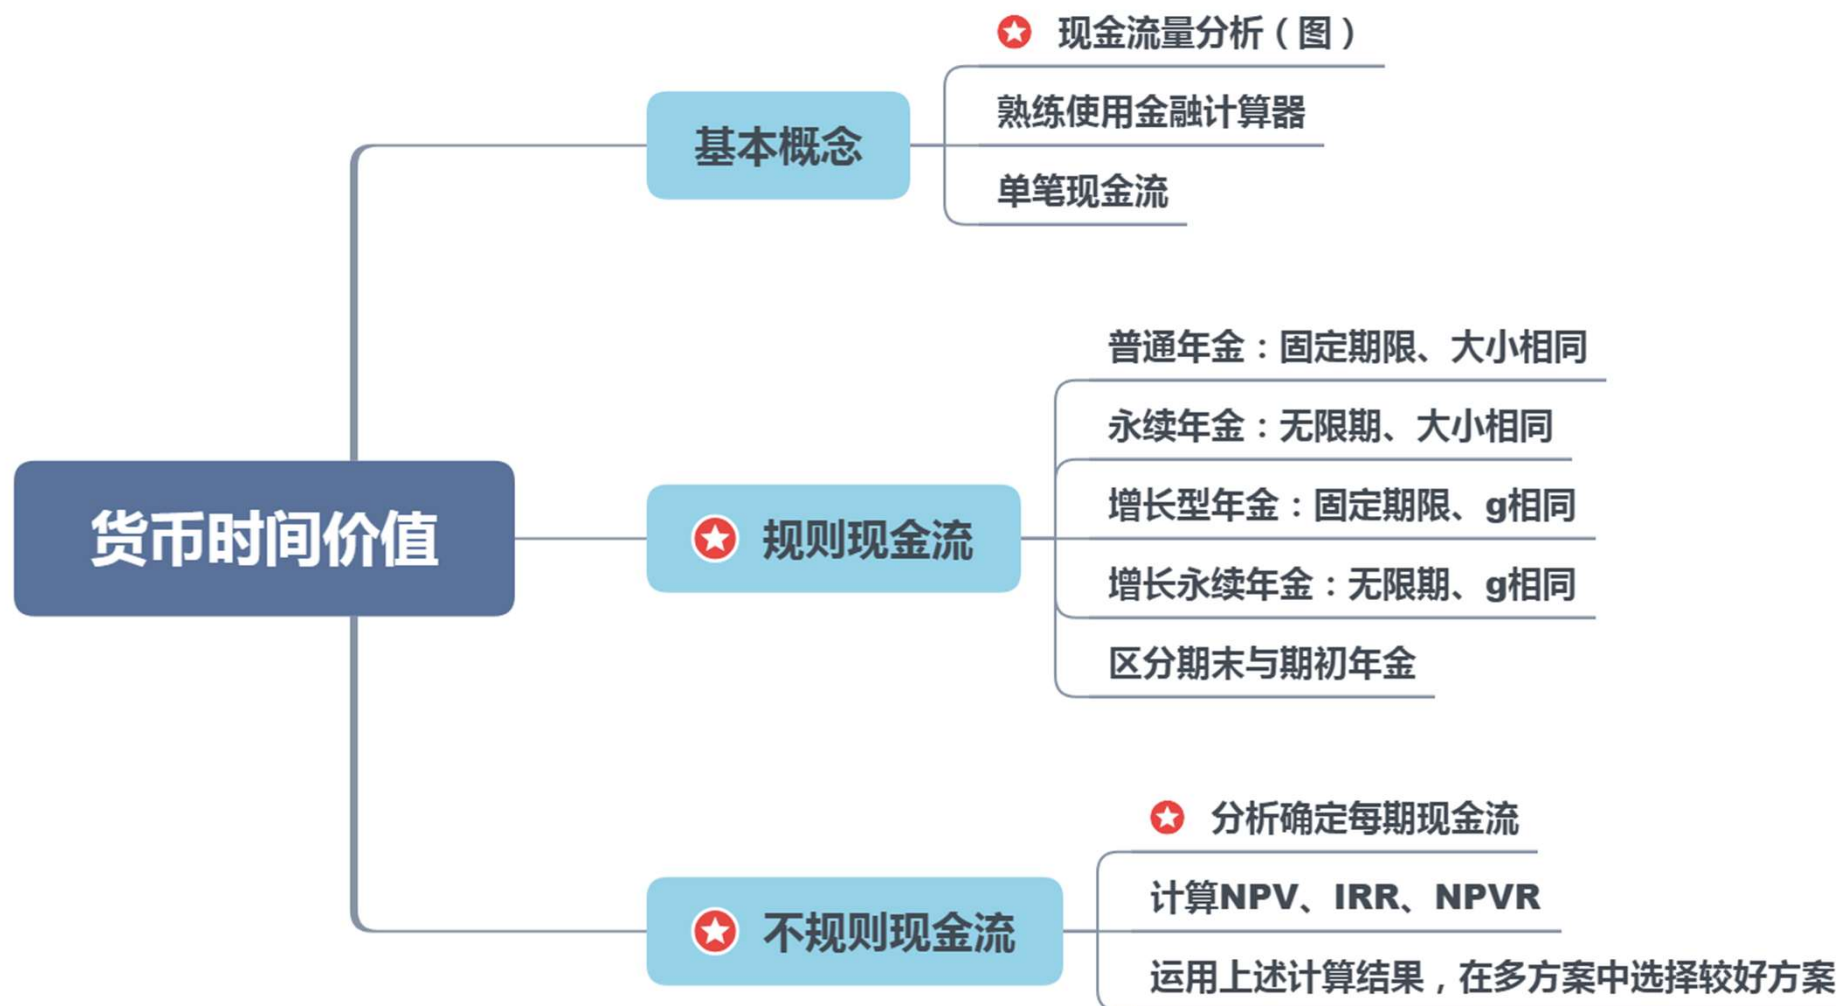 现金流量分析（图）
熟练使用金融计算器
基本概念
单笔现金流
普通年金：固定期限、大小相同
永续年金：无限期、大小相同
增长型年金：固定期限、g相同
货币时间价值
规则现金流
增长永续年金：无限期、g相同
区分期末与期初年金
分析确定每期现金流
计算NPV、IRR、NPVR
不规则现金流
运用上述计算结果，在多方案中选择较好方案